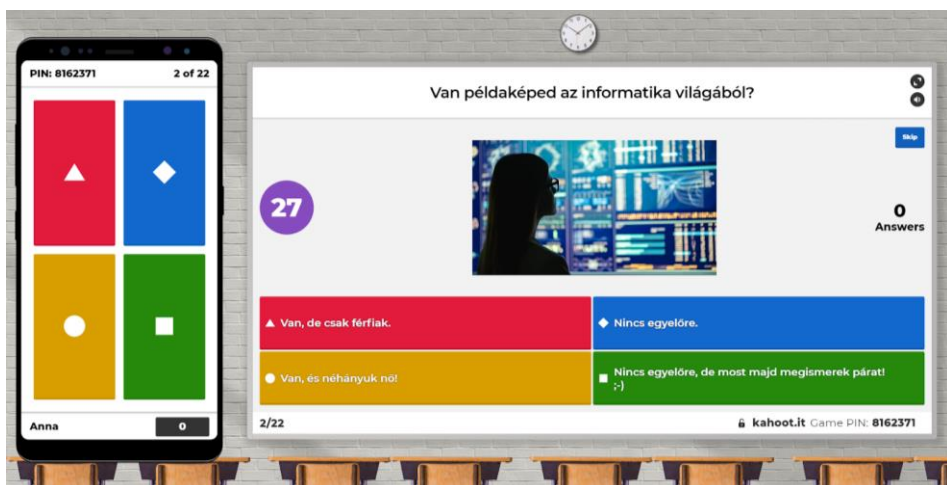 PIN: 8162371 2 of 22
Anna 0
Van példaképed az informatika világából?
Skip
27
0
Answers
Van, de csak férfiak.
Nincs egyelőre.
Van, és néhányuk nő!
Nincs egyelőre, de most majd megismerek párat!
;-)
2/22
kahoot.it Game PIN: 8162371